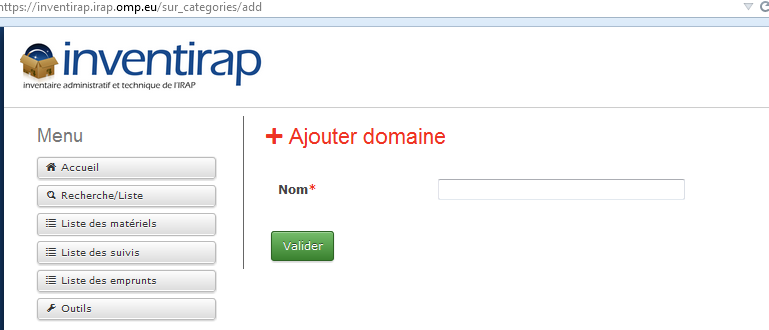 https://inventirap.irap.omp.eu/sur_categories/add
inventirap
inventaire administratif et technique de l'IRAP
Menu
Accueil
Recherche/Liste
Liste des matériels
Liste des suivis
Liste des emprunts
Outils
+ Ajouter domaine
Nom*
Valider